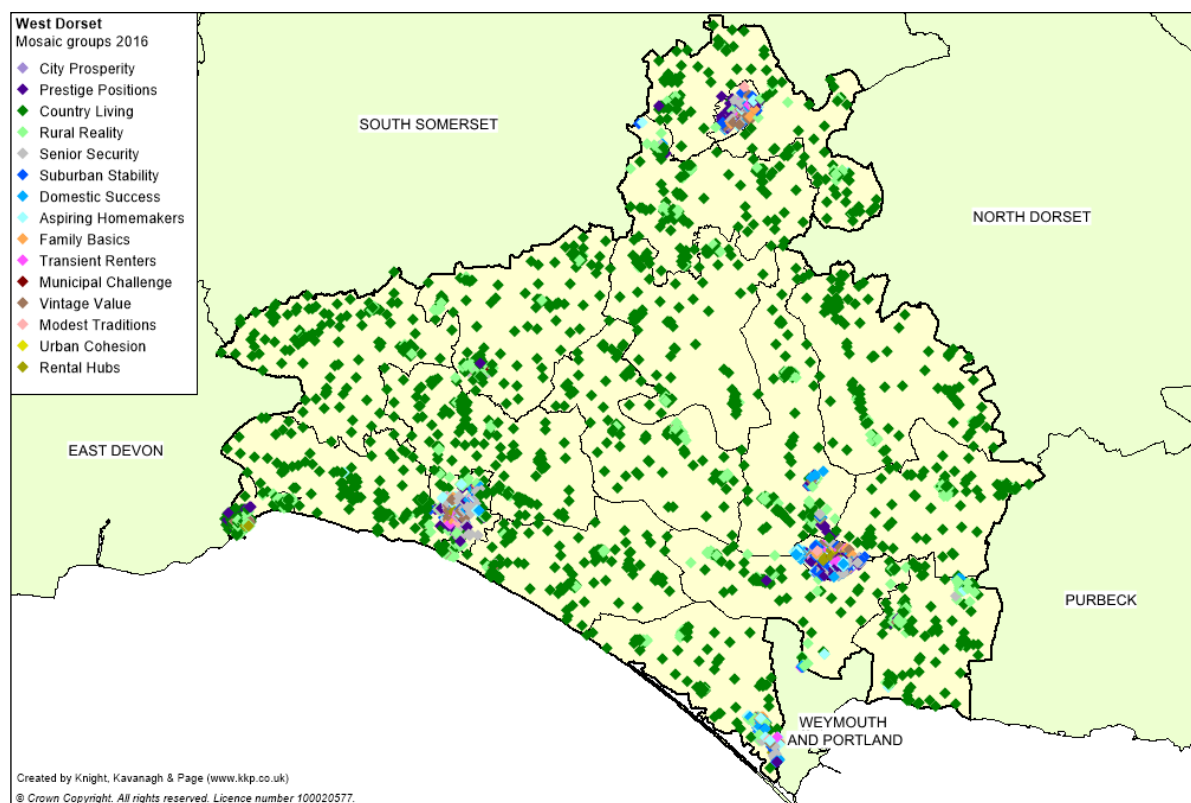 West Dorset
Mosaic groups 2016
City Prosperity
Prestige Positions
Country Living
Rural Reality
Senior Security
Suburban Stability
Domestic Success
Aspiring Homemakers
Family Basics
Transient Renters
Municipal Challenge
Vintage Value
Modest Traditions
Urban Cohesion
Rental Hubs
SOUTH SOMERSET
NORTH DORSET
EAST DEVON
PURBECK
WEYMOUTH
AND PORTLAND
Created by Knight, Kavanagh & Page (www.kkp.co.uk)
© Crown Copyright. All rights reserved. Licence number 100020577.